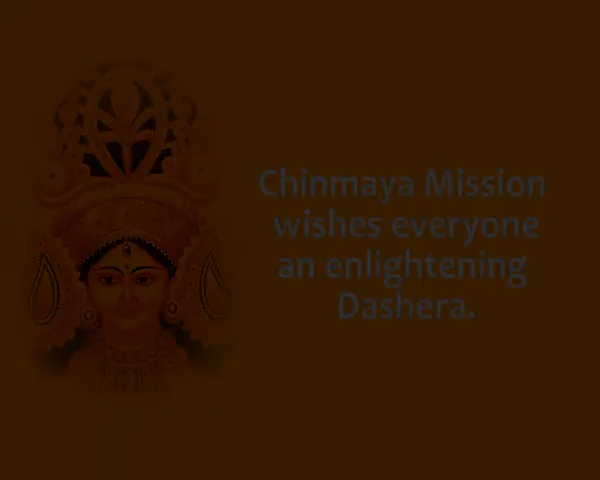 Chinmaya Mission
wishes everyone
an enlightening
Dashera.